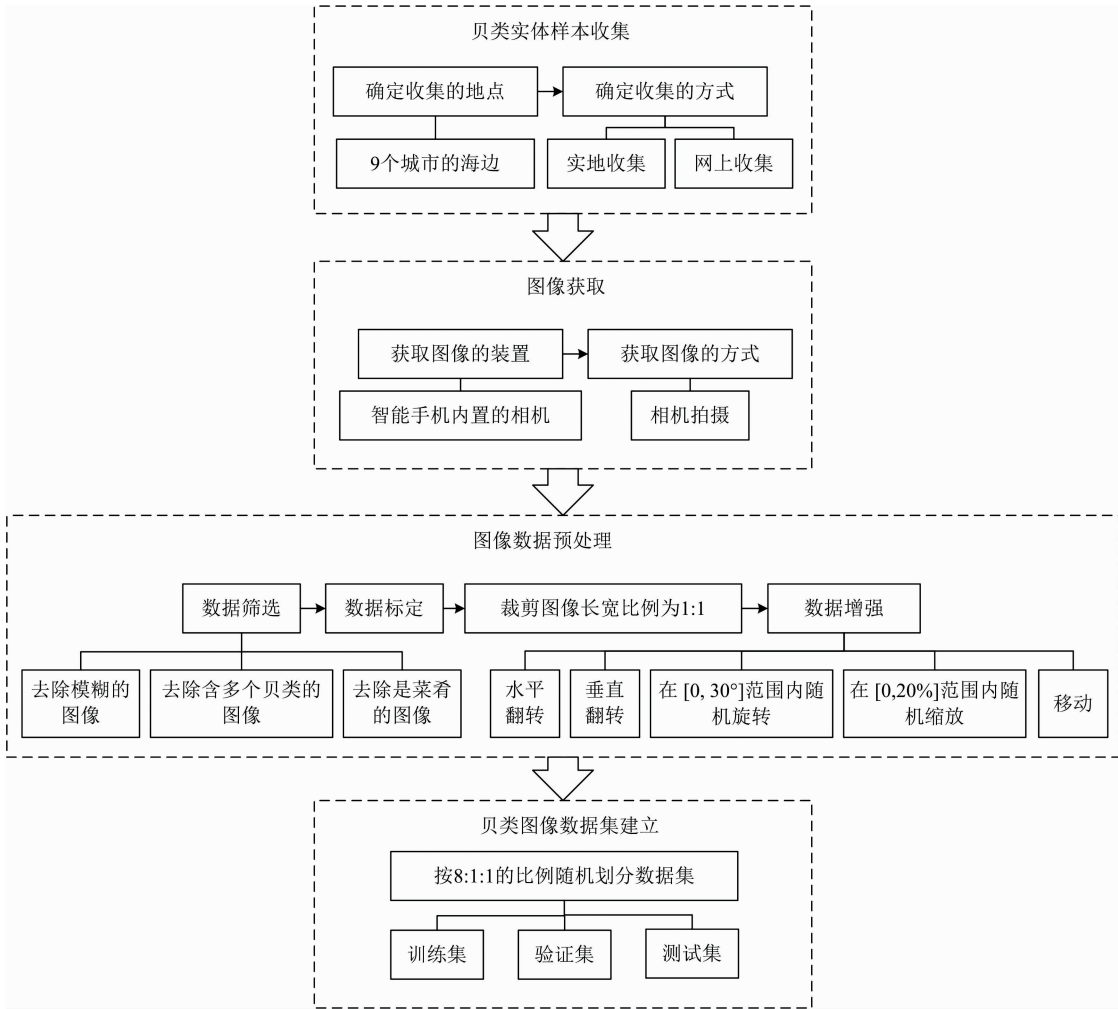 贝类实体样本收集
确定收集的地点
确定收集的方式
9个城市的海边
实地收集
网上收集
图像获取
获取图像的装置
获取图像的方式
智能手机内置的相机
相机拍摄
图像数据预处理
数据筛选
数据标定
裁剪图像长宽比例为1:1
数据增强
去除模糊的
图像
去除含多个贝类的
图像
去除是菜肴
的图像
水平
翻转
垂直
翻转
在 [0, 30°]范围内随
机旋转
在 [0,20%]范围内随
机缩放
移动
贝类图像数据集建立
按8:1:1的比例随机划分数据集
训练集
验证集
测试集